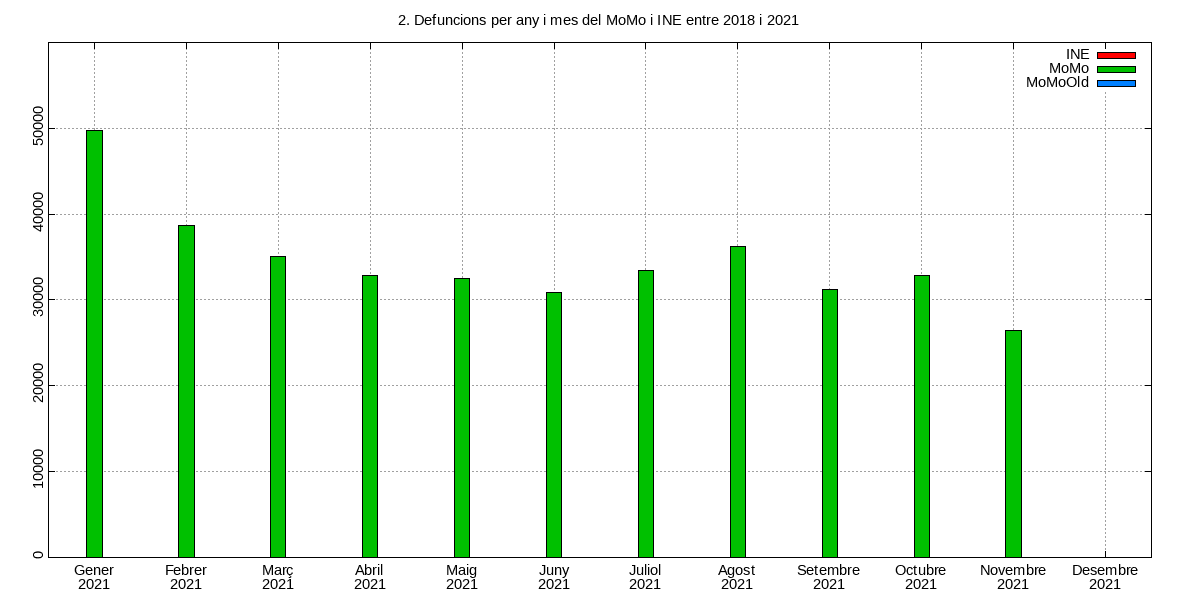 2. Defuncions per any i mes del MoMo i INE entre 2018 i 2021
INE
MoMo
MoMoOld
50000
40000
30000
20000
10000
0
Gener Febrer Març Abril Maig Juny Juliol Agost Setembre Octubre Novembre Desembre
2021 2021 2021 2021 2021 2021 2021 2021 2021 2021 2021 2021